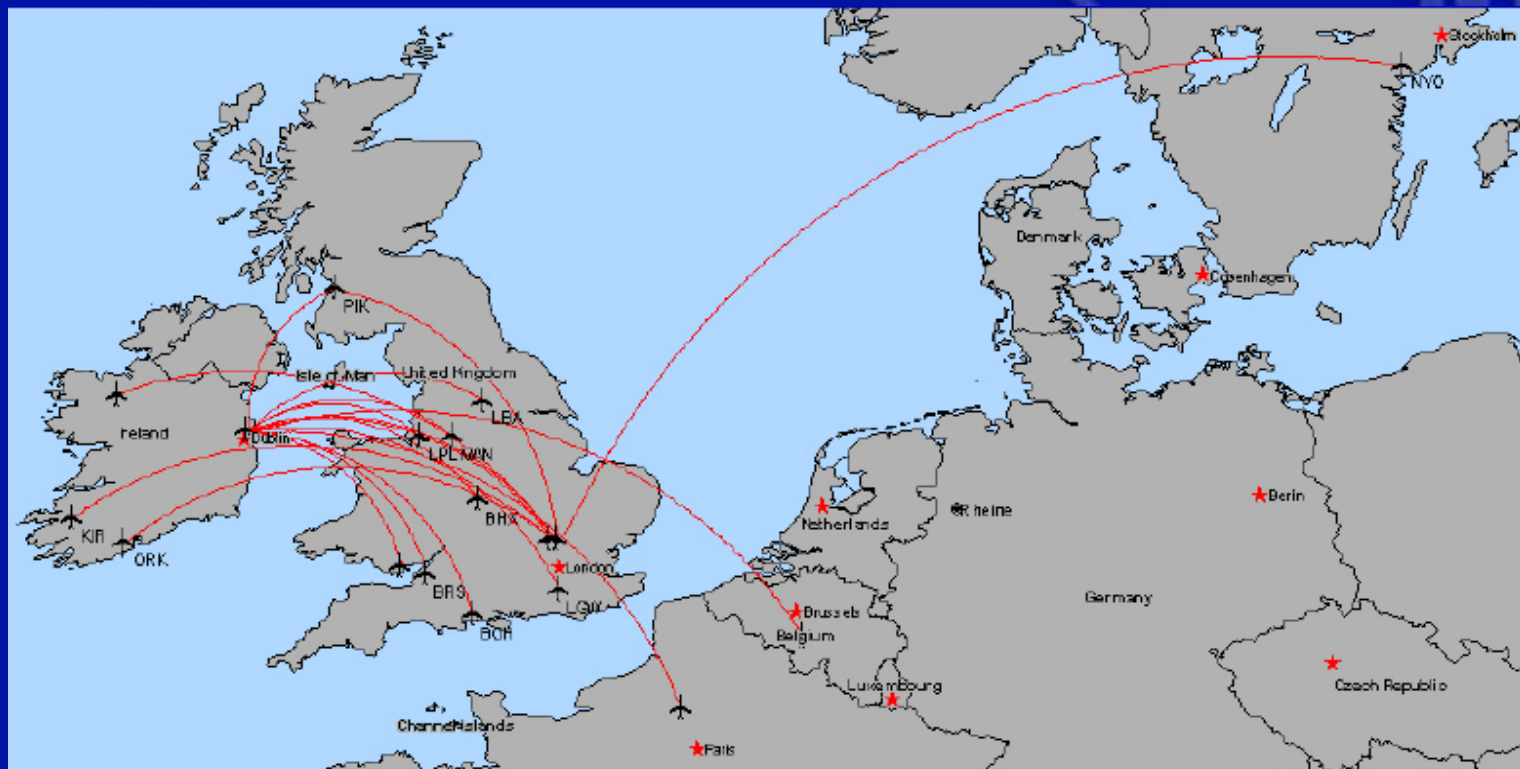 Stockholm
NYO
Denmark
Copenhagen
PIK
Isle of Man
United Kingdom
LBA
Ireland
Dublin
LPL
MAN
Berlin
BHX
Netherlands
Rheine
KIR
ORK
London
BRS
LGW
Germany
Brussels
BOH
Belgium
Luxembourg
Czech Republic
Channel Islands
Paris